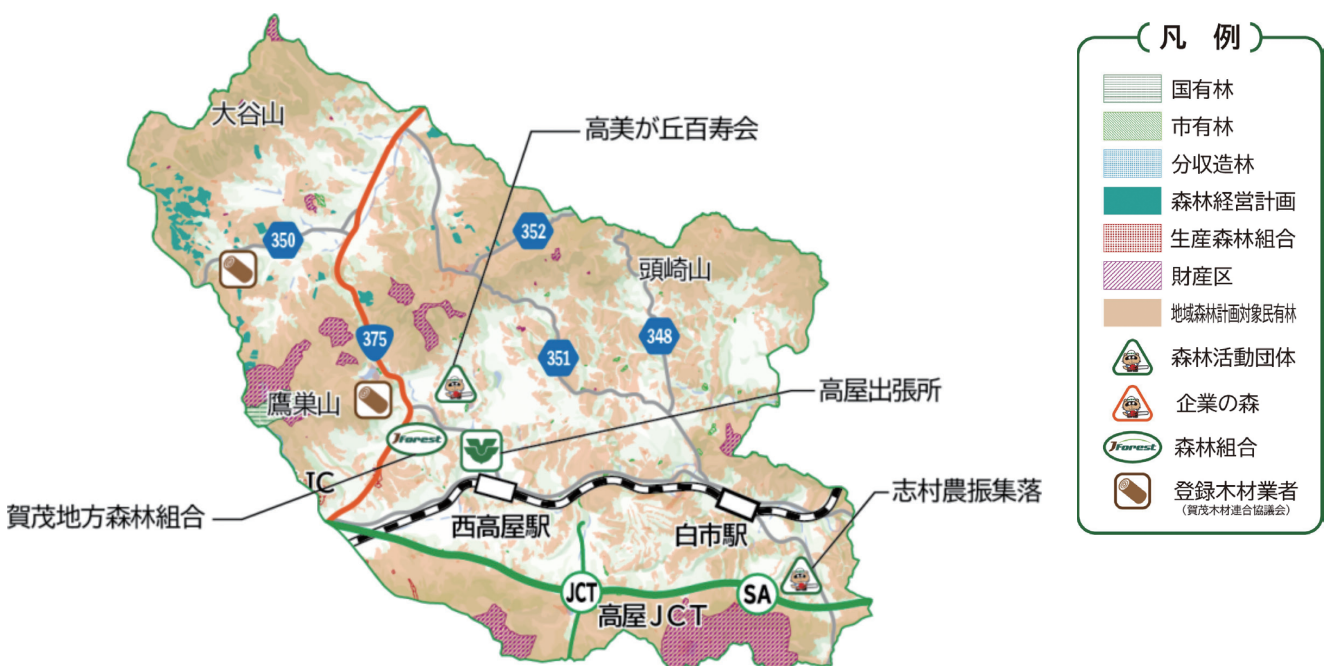 大谷山
高美が丘百寿会
350
352
頭崎山
375
351
348
鷹巣山
高屋出張所
Jforest
IC
賀茂地方森林組合
西高屋駅
白市駅
志村農振集落
JCT
高屋JCT
SA
凡 例
国有林
市有林
分収造林
森林経営計画
生産森林組合
財産区
地域森林計画対象民有林
森林活動団体
企業の森
Jforest 森林組合
登録木材業者
(賀茂木材連合協議会)